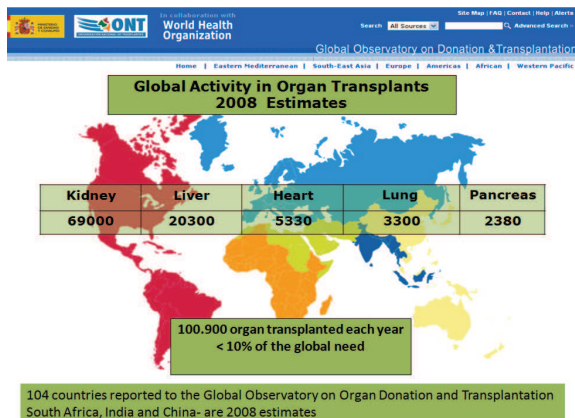 Site Map | FAQ | Contact | Help | Alerta
In collaboration with
ONT
World Health
Organization
Search All Sources Advanced Search
Global Observatory on Donation &Transplantation
Home | Eastern Mediterranean | South-East Asia | Europe | Americas | African | Western Pacific
Global Activity in Organ Transplants
2008 Estimates
Kidney Liver Heart Lung Pancreas
69000 20300 5330 3300 2380
100.900 organ transplanted each year
< 10% of the global need
104 countries reported to the Global Observatory on Organ Donation and Transplantation
South Africa, India and China- are 2008 estimates